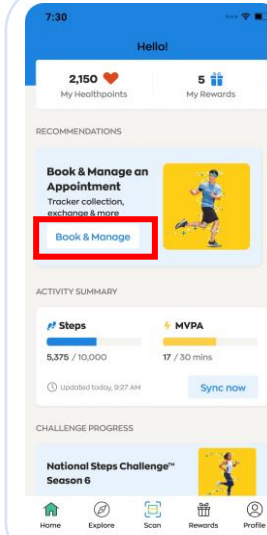 7:30
Hello!
2,150
My Healthpoints
5
My Rewards
RECOMMENDATIONS
Book & Manage an
Appointment
Tracker collection,
exchange & more
Book & Manage
ACTIVITY SUMMARY
Steps
MVPA
5,375 / 10,000
17 / 30 mins
Updated today, 9:27 AM
Sync now
CHALLENGE PROGRESS
National Steps Challenge™
Season 6
Home
Explore
Scan
Rewards
Profile